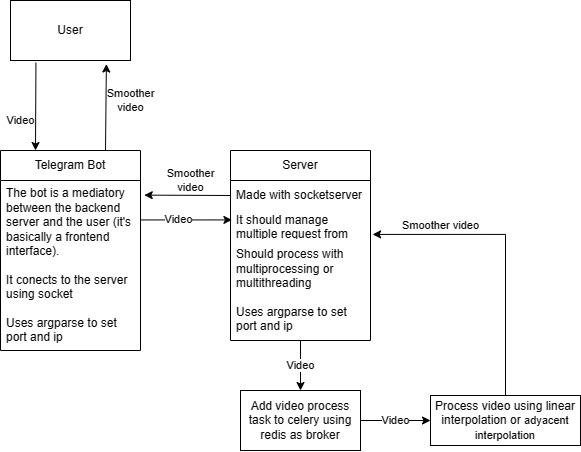 User
Smoother
video
Video
Telegram Bot
The bot is a mediatory
between the backend
server and the user (it's
basically a frontend
interface).
It conects to the server
using socket
Uses argparse to set
port and ip
Smoother
video
Video
Server
Made with socketserver
It should manage
multiple request from
Should process with
multiprocessing or
multithreading
Uses argparse to set
port and ip
Smoother video
Video
Add video process
task to celery using
redis as broker
Video
Process video using linear
interpolation or adyacent
interpolation